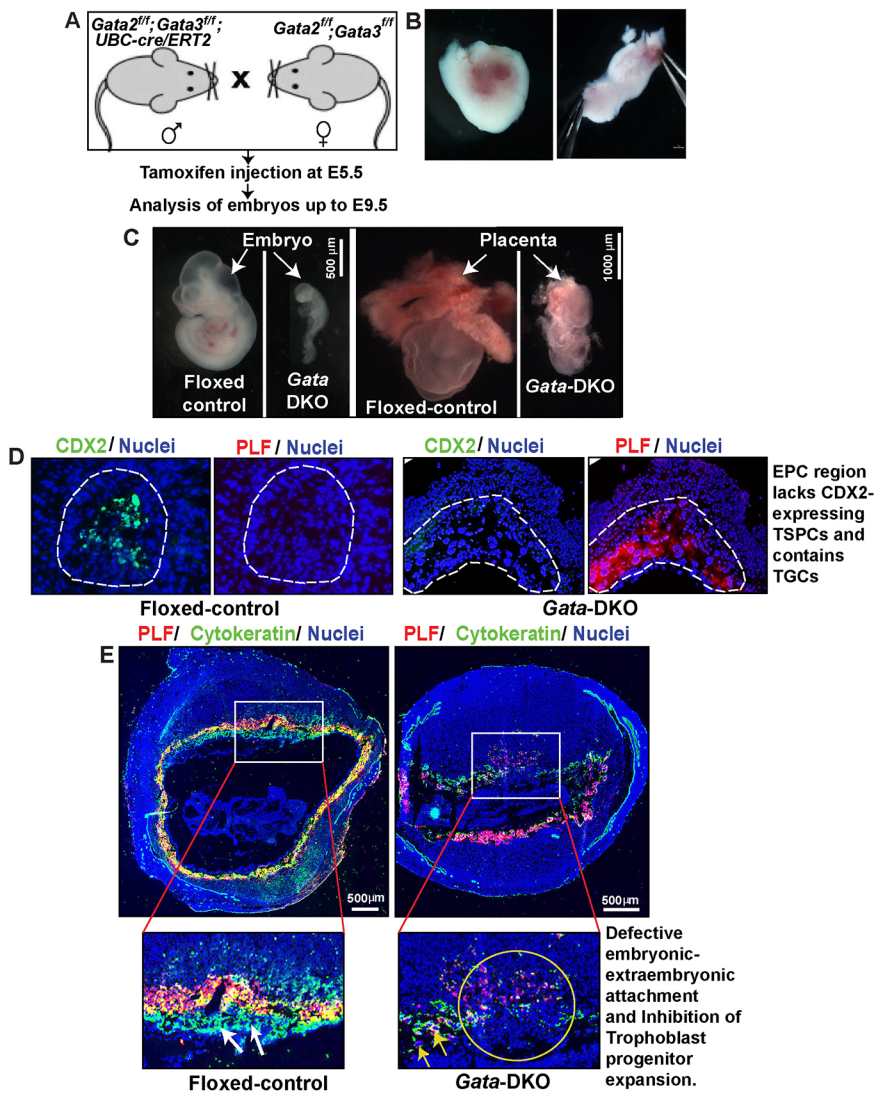 A
Gata2f/f; Gata3f/f;
UBC-cre/ERT2
Gata2f/f;Gata3f/f
X
♂
♀
Tamoxifen injection at E5.5
Analysis of embryos up to E9.5
B
C
Embryo
500 µm
Floxed
control
Gata
DKO
Placenta
1000 µm
Floxed-control
Gata-DKO
D
CDX2/ Nuclei
PLF/ Nuclei
CDX2/ Nuclei
PLF/ Nuclei
EPC region
lacks CDX2-
expressing
TSPCs and
contains
TGCs
Floxed-control
Gata-DKO
E
PLF/ Cytokeratin/ Nuclei
PLF/ Cytokeratin/ Nuclei
500µm
500µm
Defective
embryonic-
extraembryonic
attachment
and Inhibition of
Trophoblast
progenitor
expansion.
Floxed-control
Gata-DKO